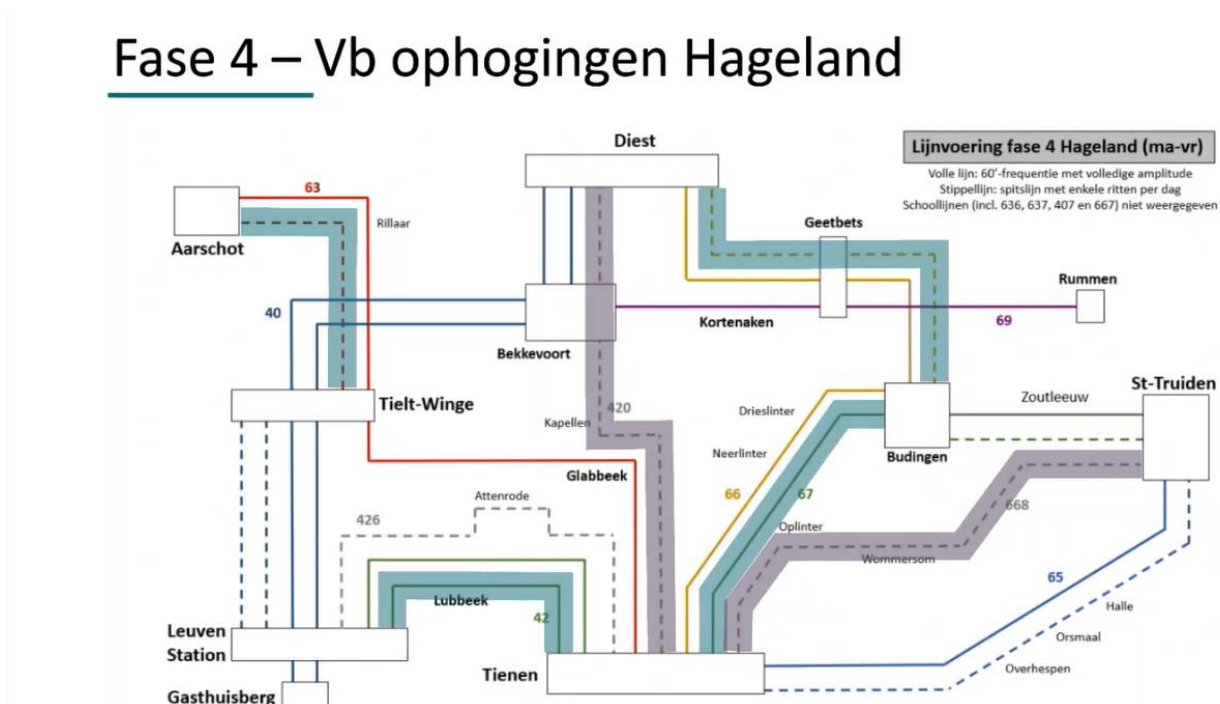 Fase 4 – Vb ophogingen Hageland
Diest
Lijnvoering fase 4 Hageland (ma-vr)
Volle lijn: 60'-frequentie met volledige amplitude
Stippellijn: spitslijn met enkele ritten per dag
Schoollijnen (incl. 636, 637, 407 en 667) niet weergegeven
63
Rillaar
Aarschot
Geetbets
Rummen
40
Kortenaken
69
Bekkevoort
St-Truiden
Tielt-Winge
Zoutleeuw
420
Drieslinter
Kapellen
Neerlinter
Budingen
Glabbeek
66
67
Attenrode
668
426
Oplinter
Wommersom
65
Lubbeek
42
Halle
Leuven
Station
Orsmaal
Overhespen
Tienen
Gasthuisberg